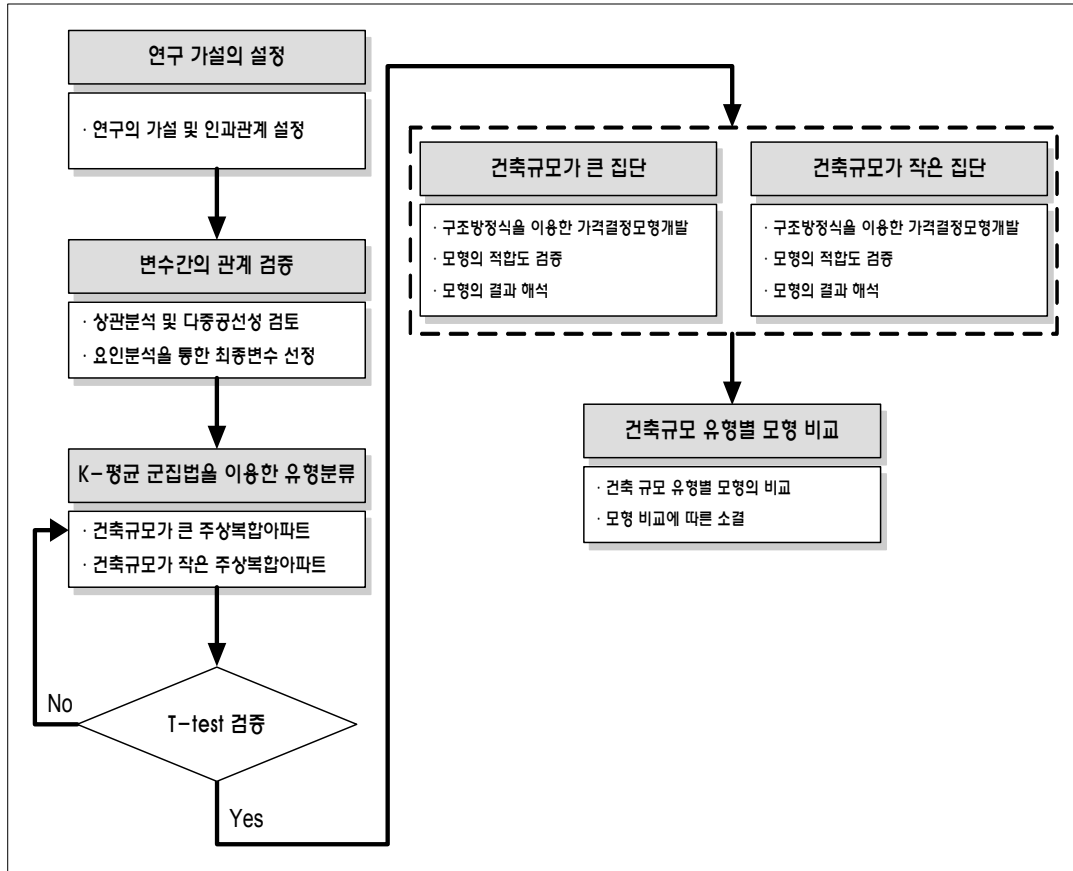 연구 가설의 설정
· 연구의 가설 및 인과관계 설정
변수간의 관계 검증
· 상관분석 및 다중공선성 검토
· 요인분석을 통한 최종변수 선정
K-평균 군집법을 이용한 유형분류
· 건축규모가 큰 주상복합아파트
· 건축규모가 작은 주상복합아파트
No
T-test 검증
Yes
건축규모가 큰 집단
· 구조방정식을 이용한 가격결정모형개발
· 모형의 적합도 검증
· 모형의 결과 해석
건축규모가 작은 집단
· 구조방정식을 이용한 가격결정모형개발
· 모형의 적합도 검증
· 모형의 결과 해석
건축규모 유형별 모형 비교
· 건축 규모 유형별 모형의 비교
· 모형 비교에 따른 소결